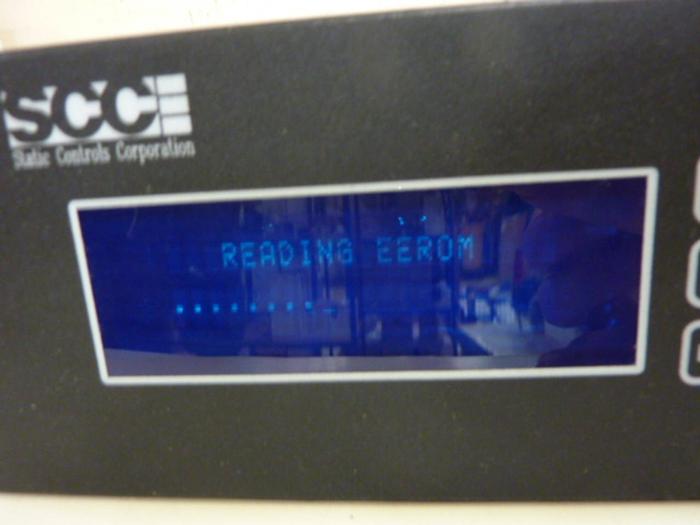 SCC
Static Controls Corporation
READING EEROM
........_